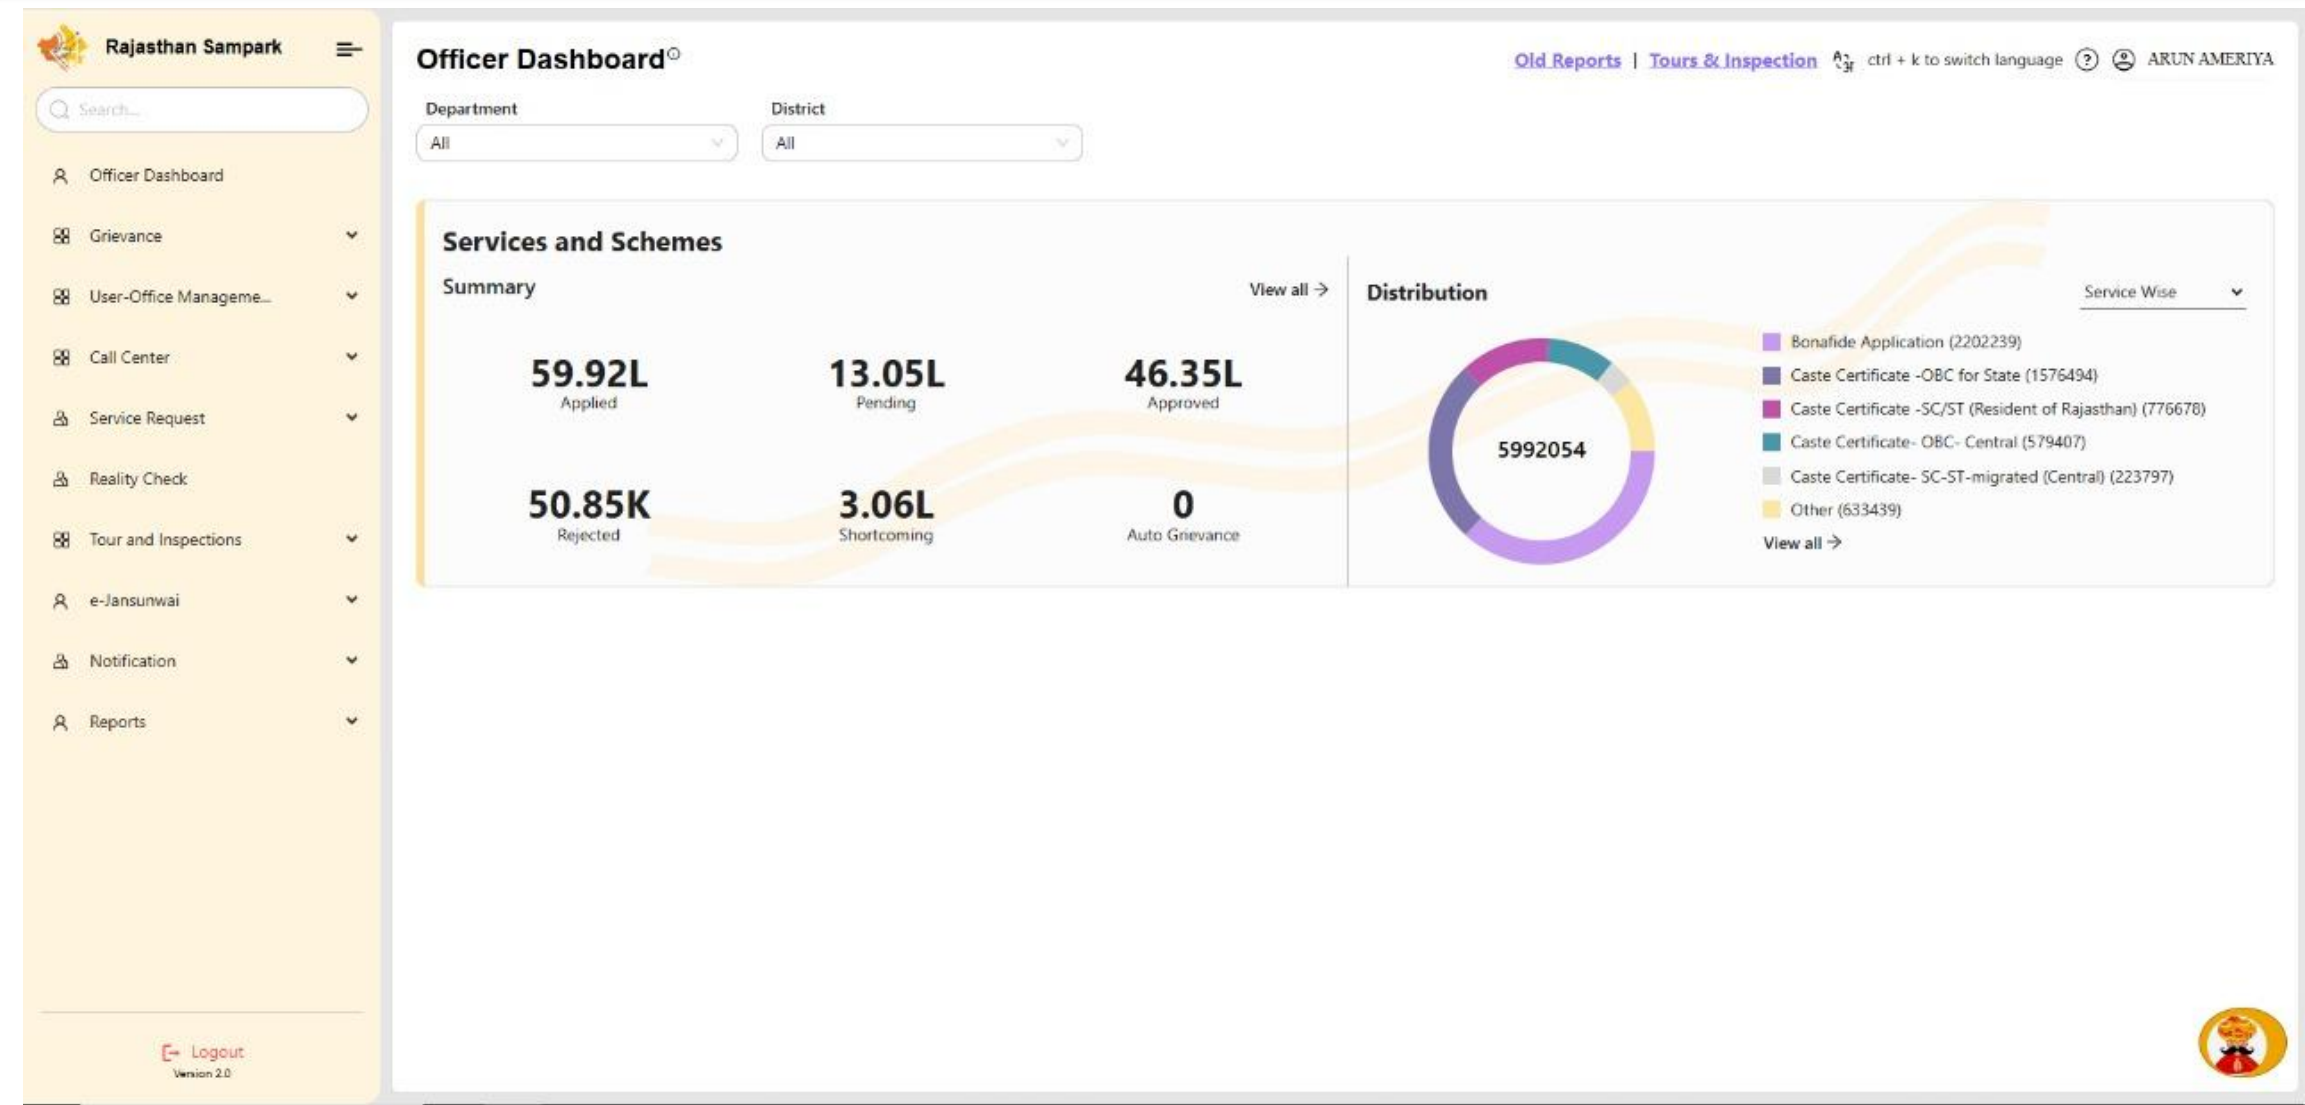 Rajasthan Sampark
Search...
Officer Dashboard
Grievance
User-Office Manageme...
Call Center
Service Request
Reality Check
Tour and Inspections
e-Jansunwai
Notification
Reports
Logout
Version 2.0
Officer Dashboard
Old Reports | Tours & Inspection ctrl + k to switch language ARUN AMERIYA
Department District
All All
Services and Schemes
Summary View all →
59.92L 13.05L 46.35L
Applied Pending Approved
50.85K 3.06L 0
Rejected Shortcoming Auto Grievance
Distribution Service Wise
5992054
Bonafide Application (2202239)
Caste Certificate -OBC for State (1576494)
Caste Certificate -SC/ST (Resident of Rajasthan) (776678)
Caste Certificate- OBC- Central (579407)
Caste Certificate- SC-ST-migrated (Central) (223797)
Other (633439)
View all →